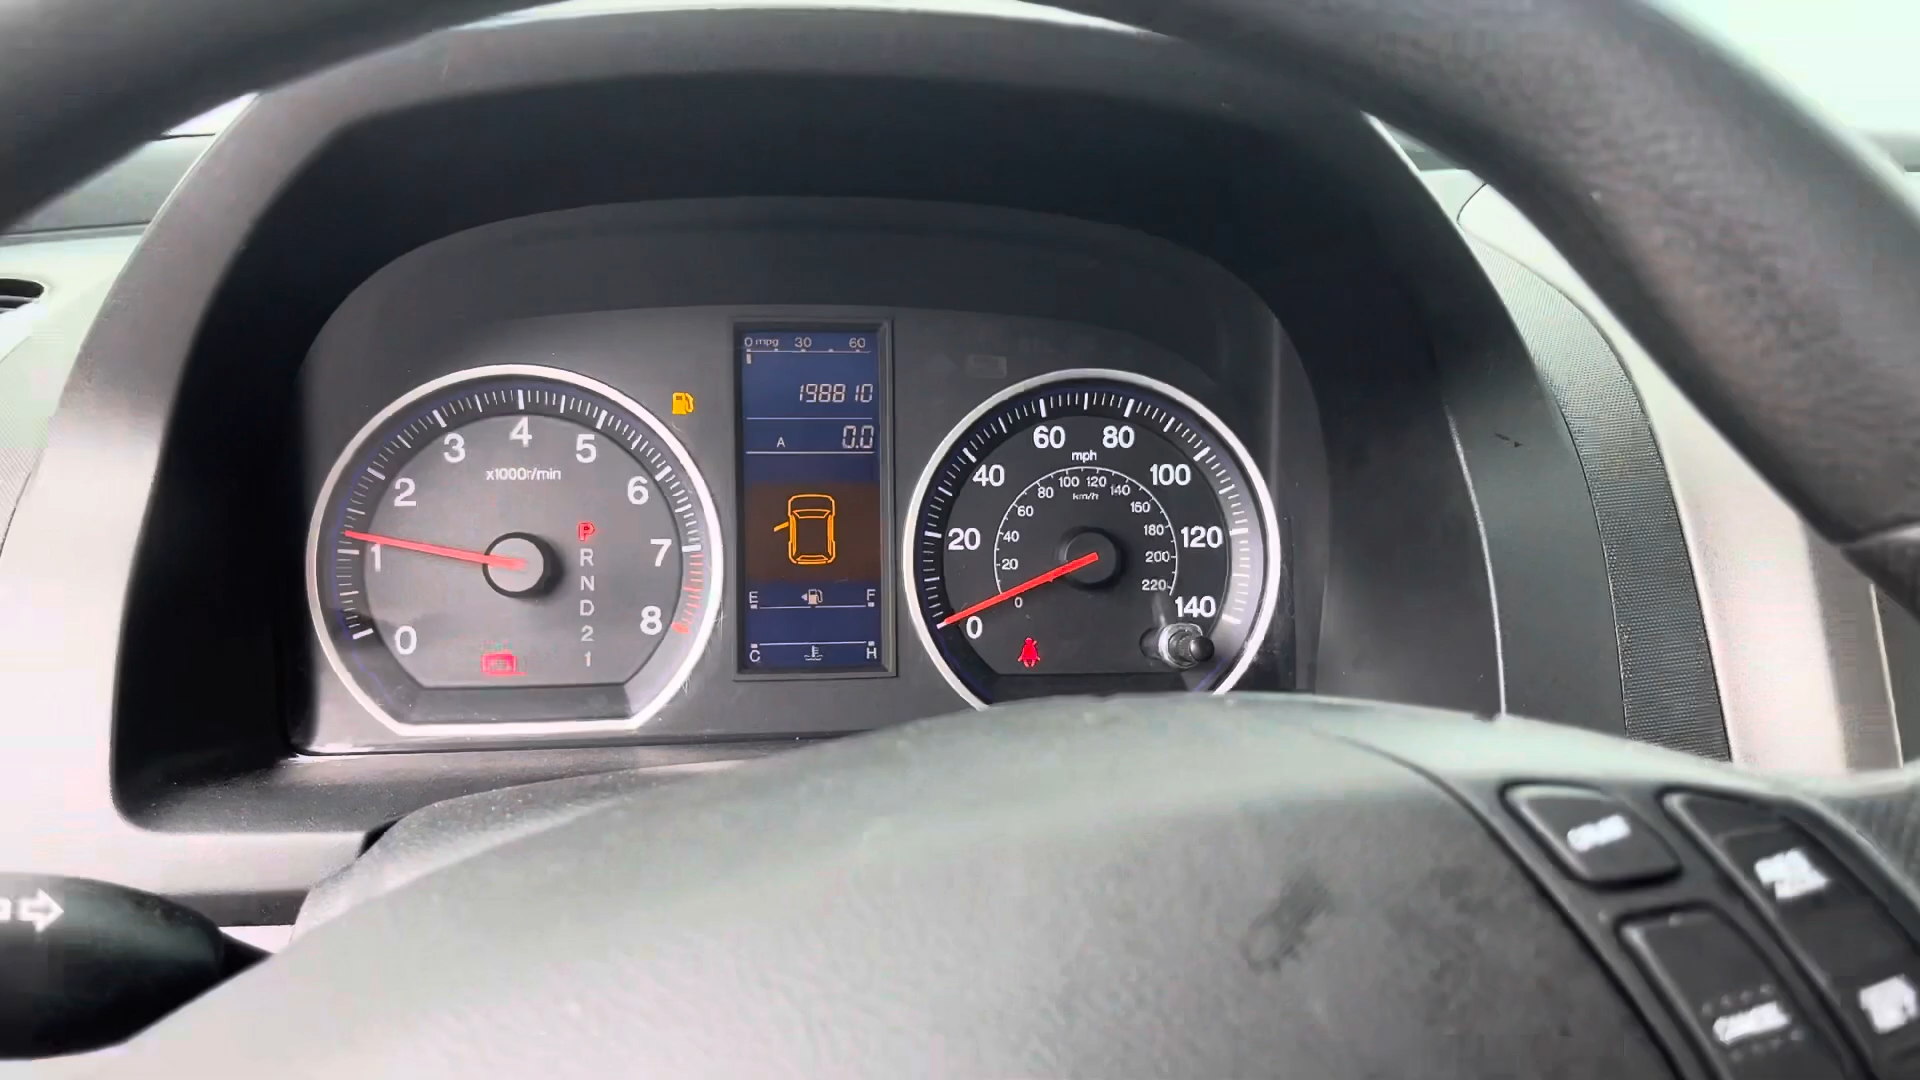 0 mpg 30 60
198810
A 0.0
E F
C H
0 1 2 3 4 5 6 7 8
x1000r/min
P
R
N
D
2
1
0 20 40 60 80 100 120 140
mph
0 20 40 60 80 100 120 140 160 180 200 220
km/h
CANCEL